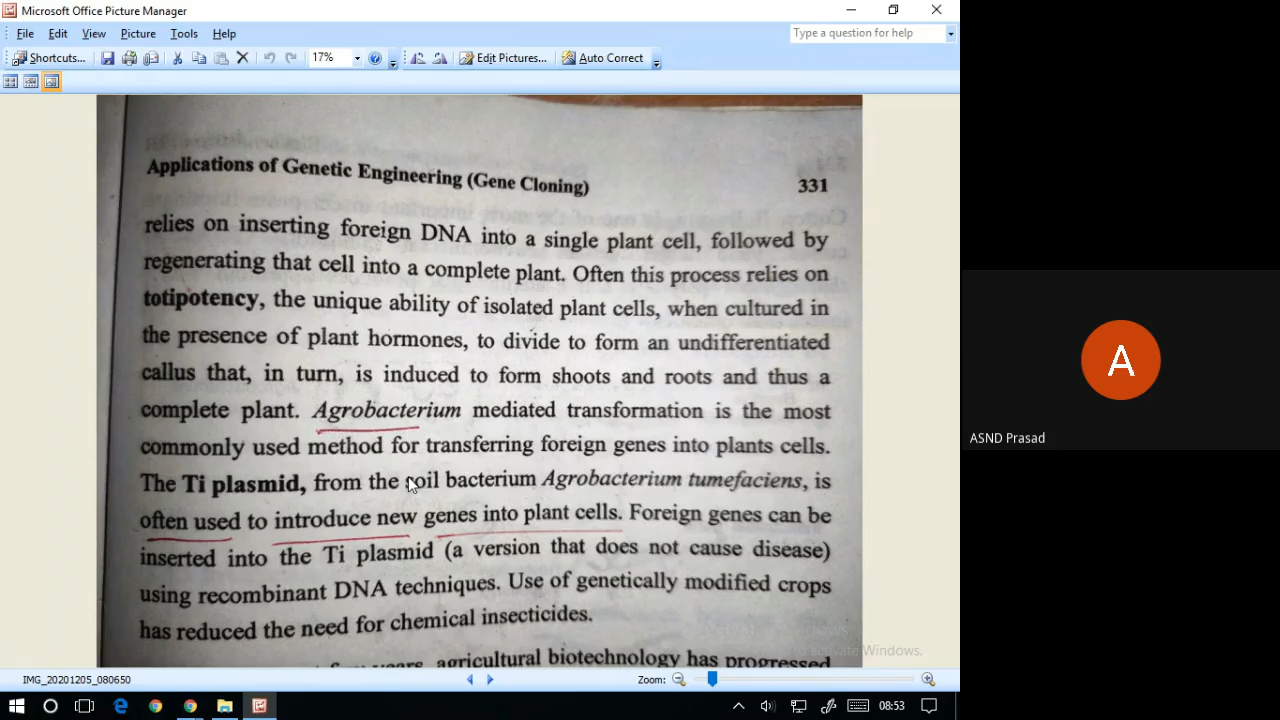 Microsoft Office Picture Manager
File Edit View Picture Tools Help
Type a question for help
Shortcuts... 17% Edit Pictures... Auto Correct
Applications of Genetic Engineering (Gene Cloning) 331
relies on inserting foreign DNA into a single plant cell, followed by
regenerating that cell into a complete plant. Often this process relies on
totipotency, the unique ability of isolated plant cells, when cultured in
the presence of plant hormones, to divide to form an undifferentiated
callus that, in turn, is induced to form shoots and roots and thus a
complete plant. Agrobacterium mediated transformation is the most
commonly used method for transferring foreign genes into plants cells.
The Ti plasmid, from the soil bacterium Agrobacterium tumefaciens, is
often used to introduce new genes into plant cells. Foreign genes can be
inserted into the Ti plasmid (a version that does not cause disease)
using recombinant DNA techniques. Use of genetically modified crops
has reduced the need for chemical insecticides.
years, agricultural biotechnology has progressed
Activate Windows
to activate Windows.
A
ASND Prasad
IMG_20201205_080650 Zoom:
08:53